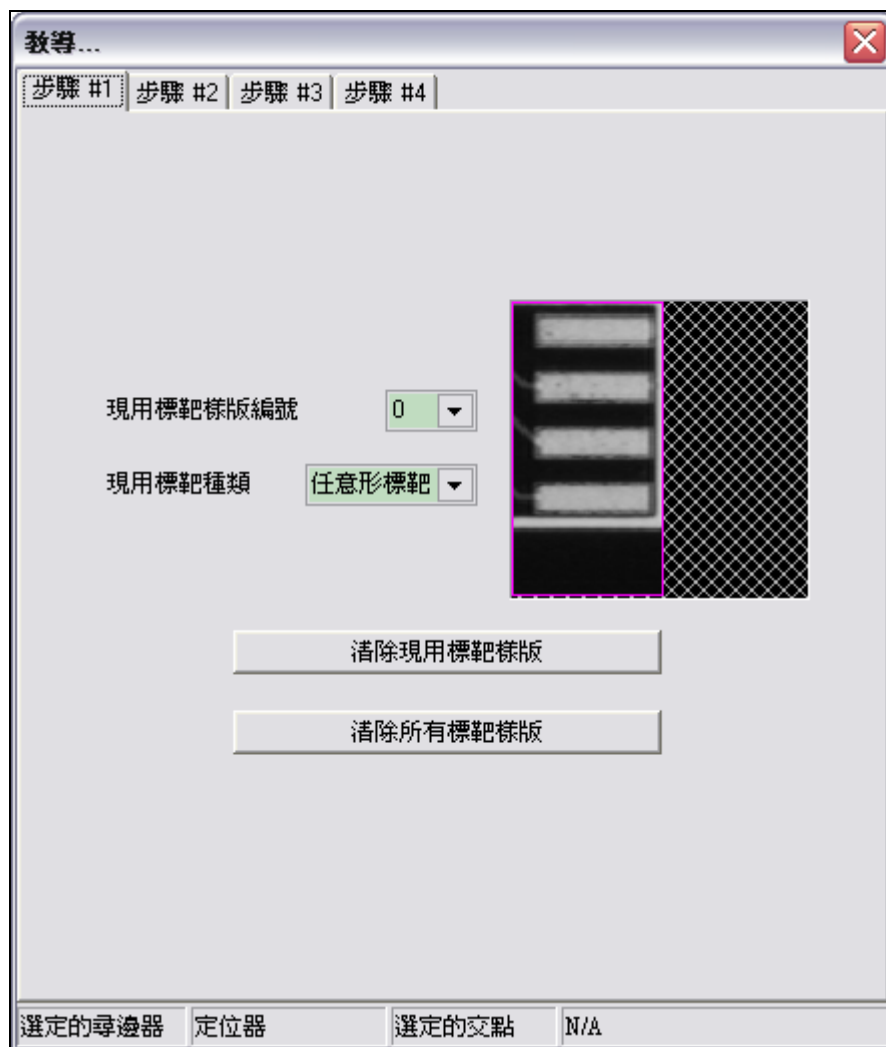 教導...
步驟 #1 步驟 #2 步驟 #3 步驟 #4
現用標靶樣版編號 0
現用標靶種類 任意形標靶
清除現用標靶樣版
清除所有標靶樣版
選定的尋邊器 定位器 選定的交點 N/A